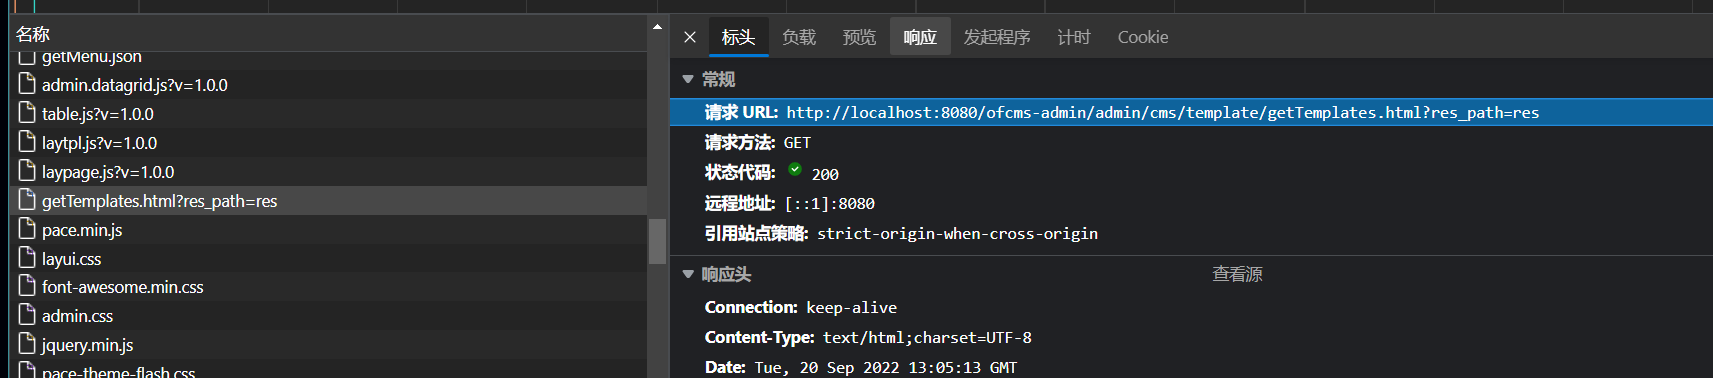 名称
getMenu.json
admin.datagrid.js?v=1.0.0
table.js?v=1.0.0
laytpl.js?v=1.0.0
laypage.js?v=1.0.0
getTemplates.html?res_path=res
pace.min.js
layui.css
font-awesome.min.css
admin.css
jquery.min.js
pace-theme-flash.css
标头 负载 预览 响应 发起程序 计时 Cookie
常规
请求 URL: http://localhost:8080/ofcms-admin/admin/cms/template/getTemplates.html?res_path=res
请求方法: GET
状态代码: 200
远程地址: [::1]:8080
引用站点策略: strict-origin-when-cross-origin
响应头 查看源
Connection: keep-alive
Content-Type: text/html;charset=UTF-8
Date: Tue, 20 Sep 2022 13:05:13 GMT